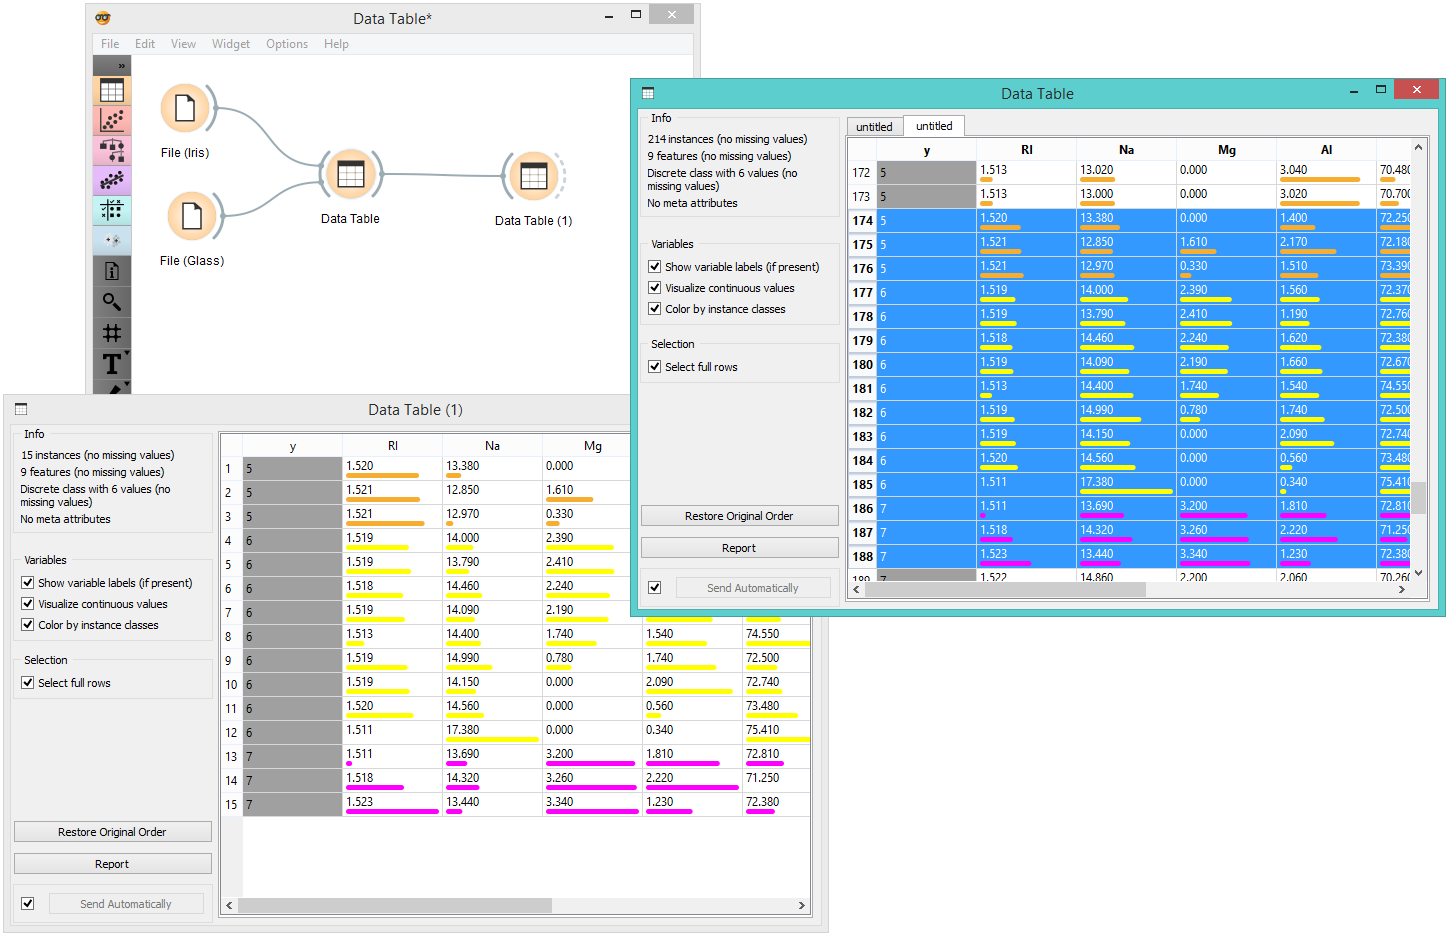 Data Table*
File Edit View Widget Options Help
»
File (Iris)
File (Glass)
Data Table
Data Table (1)
Data Table
Info
214 instances (no missing values)
9 features (no missing values)
Discrete class with 6 values (no
missing values)
No meta attributes
Variables
Show variable labels (if present)
Visualize continuous values
Color by instance classes
Selection
Select full rows
Restore Original Order
Report
Send Automatically
untitled untitled
y RI Na Mg Al
172 5 1.513 13.020 0.000 3.040 70.480
173 5 1.513 13.000 0.000 3.020 70.700
174 5 1.520 13.380 0.000 1.400 72.250
175 5 1.521 12.850 1.610 2.170 72.180
176 5 1.521 12.970 0.330 1.510 73.390
177 6 1.519 14.000 2.390 1.560 72.370
178 6 1.519 13.790 2.410 1.190 72.760
179 6 1.518 14.460 2.240 1.620 72.380
180 6 1.519 14.090 2.190 1.660 72.670
181 6 1.513 14.400 1.740 1.540 74.550
182 6 1.519 14.990 0.780 1.740 72.500
183 6 1.519 14.150 0.000 2.090 72.740
184 6 1.520 14.560 0.000 0.560 73.480
185 6 1.511 17.380 0.000 0.340 75.410
186 7 1.511 13.690 3.200 1.810 72.810
187 7 1.518 14.320 3.260 2.220 71.250
188 7 1.523 13.440 3.340 1.230 72.380
189 7 1.522 14.860 2.200 2.060 70.260
Data Table (1)
Info
15 instances (no missing values)
9 features (no missing values)
Discrete class with 6 values (no
missing values)
No meta attributes
Variables
Show variable labels (if present)
Visualize continuous values
Color by instance classes
Selection
Select full rows
Restore Original Order
Report
Send Automatically
y RI Na Mg
1 5 1.520 13.380 0.000
2 5 1.521 12.850 1.610
3 5 1.521 12.970 0.330
4 6 1.519 14.000 2.390
5 6 1.519 13.790 2.410
6 6 1.518 14.460 2.240
7 6 1.519 14.090 2.190
8 6 1.513 14.400 1.740 1.540 74.550
9 6 1.519 14.990 0.780 1.740 72.500
10 6 1.519 14.150 0.000 2.090 72.740
11 6 1.520 14.560 0.000 0.560 73.480
12 6 1.511 17.380 0.000 0.340 75.410
13 7 1.511 13.690 3.200 1.810 72.810
14 7 1.518 14.320 3.260 2.220 71.250
15 7 1.523 13.440 3.340 1.230 72.380